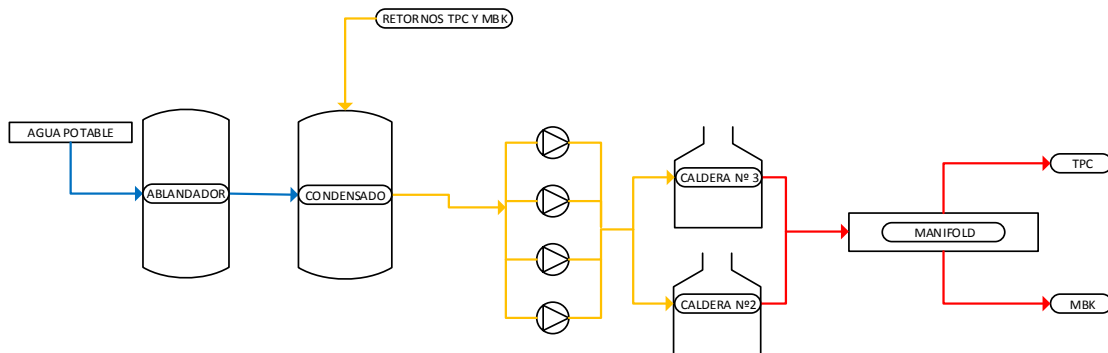 RETORNOS TPC Y MBK
AGUA POTABLE
ABLANDADOR
CONDENSADO
CALDERA Nº 3
CALDERA Nº2
TPC
MANIFOLD
MBK